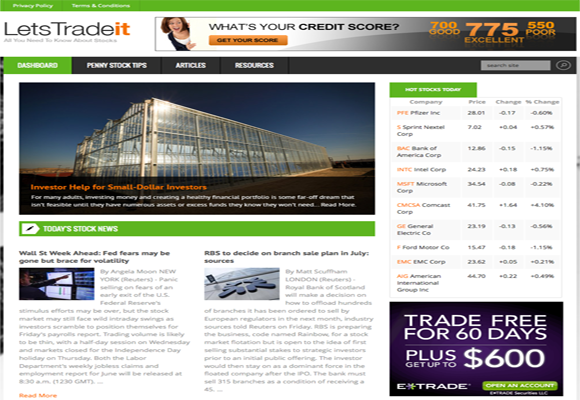 Privacy Policy Terms & Conditions
LetsTradeit
All You Need To Know About Stocks.
WHAT'S YOUR CREDIT SCORE?
GET YOUR SCORE
700 GOOD 775 EXCELLENT 550 POOR
DASHBOARD PENNY STOCK TIPS ARTICLES RESOURCES
search site
Investor Help for Small-Dollar Investors
For many adults, investing money and creating a healthy financial portfolio is some far-off dream that
isn't feasible until they have numerous assets or excess funds they know they won't need... Read More.
TODAY'S STOCK NEWS
Wall St Week Ahead: Fed fears may be
gone but brace for volatility
By Angela Moon NEW
YORK (Reuters) - Panic
selling on fears of an
early exit of the U.S.
Federal Reserve's
stimulus efforts may be over, but the stock
market may still face wild intraday swings as
investors scramble to position themselves for
Friday's payrolls report. Trading volume is likely
to be thin, with a half-day session on Wednesday
and markets closed for the Independence Day
holiday on Thursday. Both the Labor
Department's weekly jobless claims and
employment report for June will be released at
8:30 a.m. (1230 GMT). ...
Read More
RBS to decide on branch sale plan in July:
sources
By Matt Scuffham
LONDON (Reuters) -
Royal Bank of Scotland
will make a decision on
how to offload hundreds
of branches it has been ordered to sell by
European regulators in the next month, industry
sources told Reuters on Friday. RBS is preparing
the business, code named Rainbow, for a stock
market flotation but is open to the idea of first
selling substantial stakes to strategic investors
prior to an initial public offering. The investor
would then stay on as a dominant force in the
floated company after the IPO. The bank must
sell 315 branches as a condition of receiving a
45, ...
Read More
HOT STOCKS TODAY
Company Price Change % Change
PFE Pfizer Inc 28.01 -0.17 -0.60%
S Sprint Nextel
Corp 7.02 +0.04 +0.57%
BAC Bank of
America Corp 12.86 -0.15 -1.15%
INTC Intel Corp 24.23 +0.18 +0.75%
MSFT Microsoft
Corp 34.54 -0.08 -0.22%
CMCSA Comcast
Corp 41.75 +1.64 +4.10%
GE General
Electric Co 23.19 -0.13 -0.56%
F Ford Motor Co 15.47 -0.18 -1.15%
EMC EMC Corp 23.62 +0.05 +0.21%
AIG American
International
Group Inc 44.70 +0.22 +0.49%
TRADE FREE
FOR 60 DAYS
PLUS GET UP TO $600
E*TRADE OPEN AN ACCOUNT
E*TRADE Securities LLC